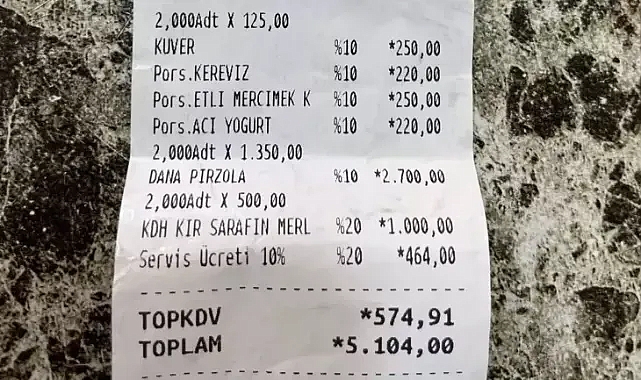 2,000Adt X 125,00
KUVER %10 *250,00
Pors.KEREVIZ %10 *220,00
Pors.ETLI MERCIMEK K %10 *250,00
Pors.ACI YOGURT %10 *220,00
2,000Adt X 1.350,00
DANA PIRZOLA %10 *2.700,00
2,000Adt X 500,00
KDH KIR SARAFIN MERL %20 *1.000,00
Servis Ücreti 10% %20 *464,00
TOPKDV *574,91
TOPLAM *5.104,00